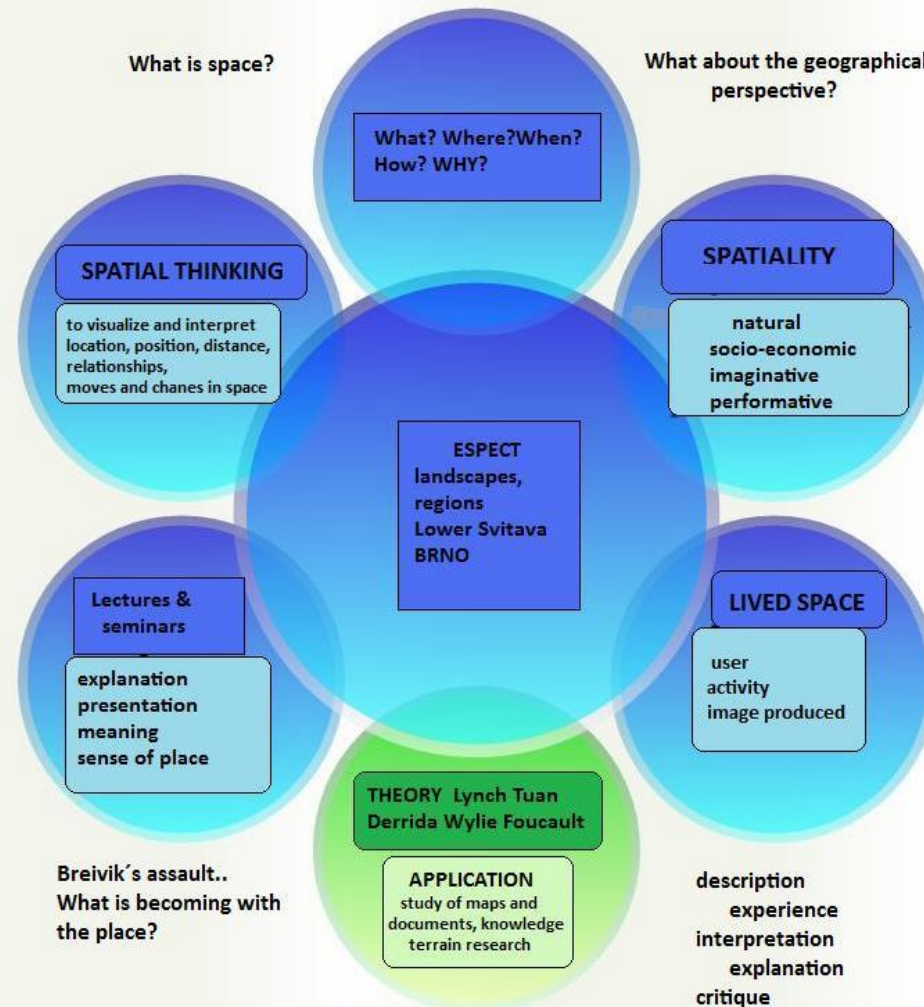 What is space?
What about the geographical
perspective?
What? Where?When?
How? WHY?
SPATIAL THINKING
to visualize and interpret
location, position, distance,
relationships,
moves and chanes in space
SPATIALITY
natural
socio-economic
imaginative
performative
ESPECT
landscapes,
regions
Lower Svitava
BRNO
Lectures &
seminars
explanation
presentation
meaning
sense of place
LIVED SPACE
user
activity
image produced
THEORY Lynch Tuan
Derrida Wylie Foucault
APPLICATION
study of maps and
documents, knowledge
terrain research
Breivik´s assault..
What is becoming with
the place?
description
experience
interpretation
explanation
critique